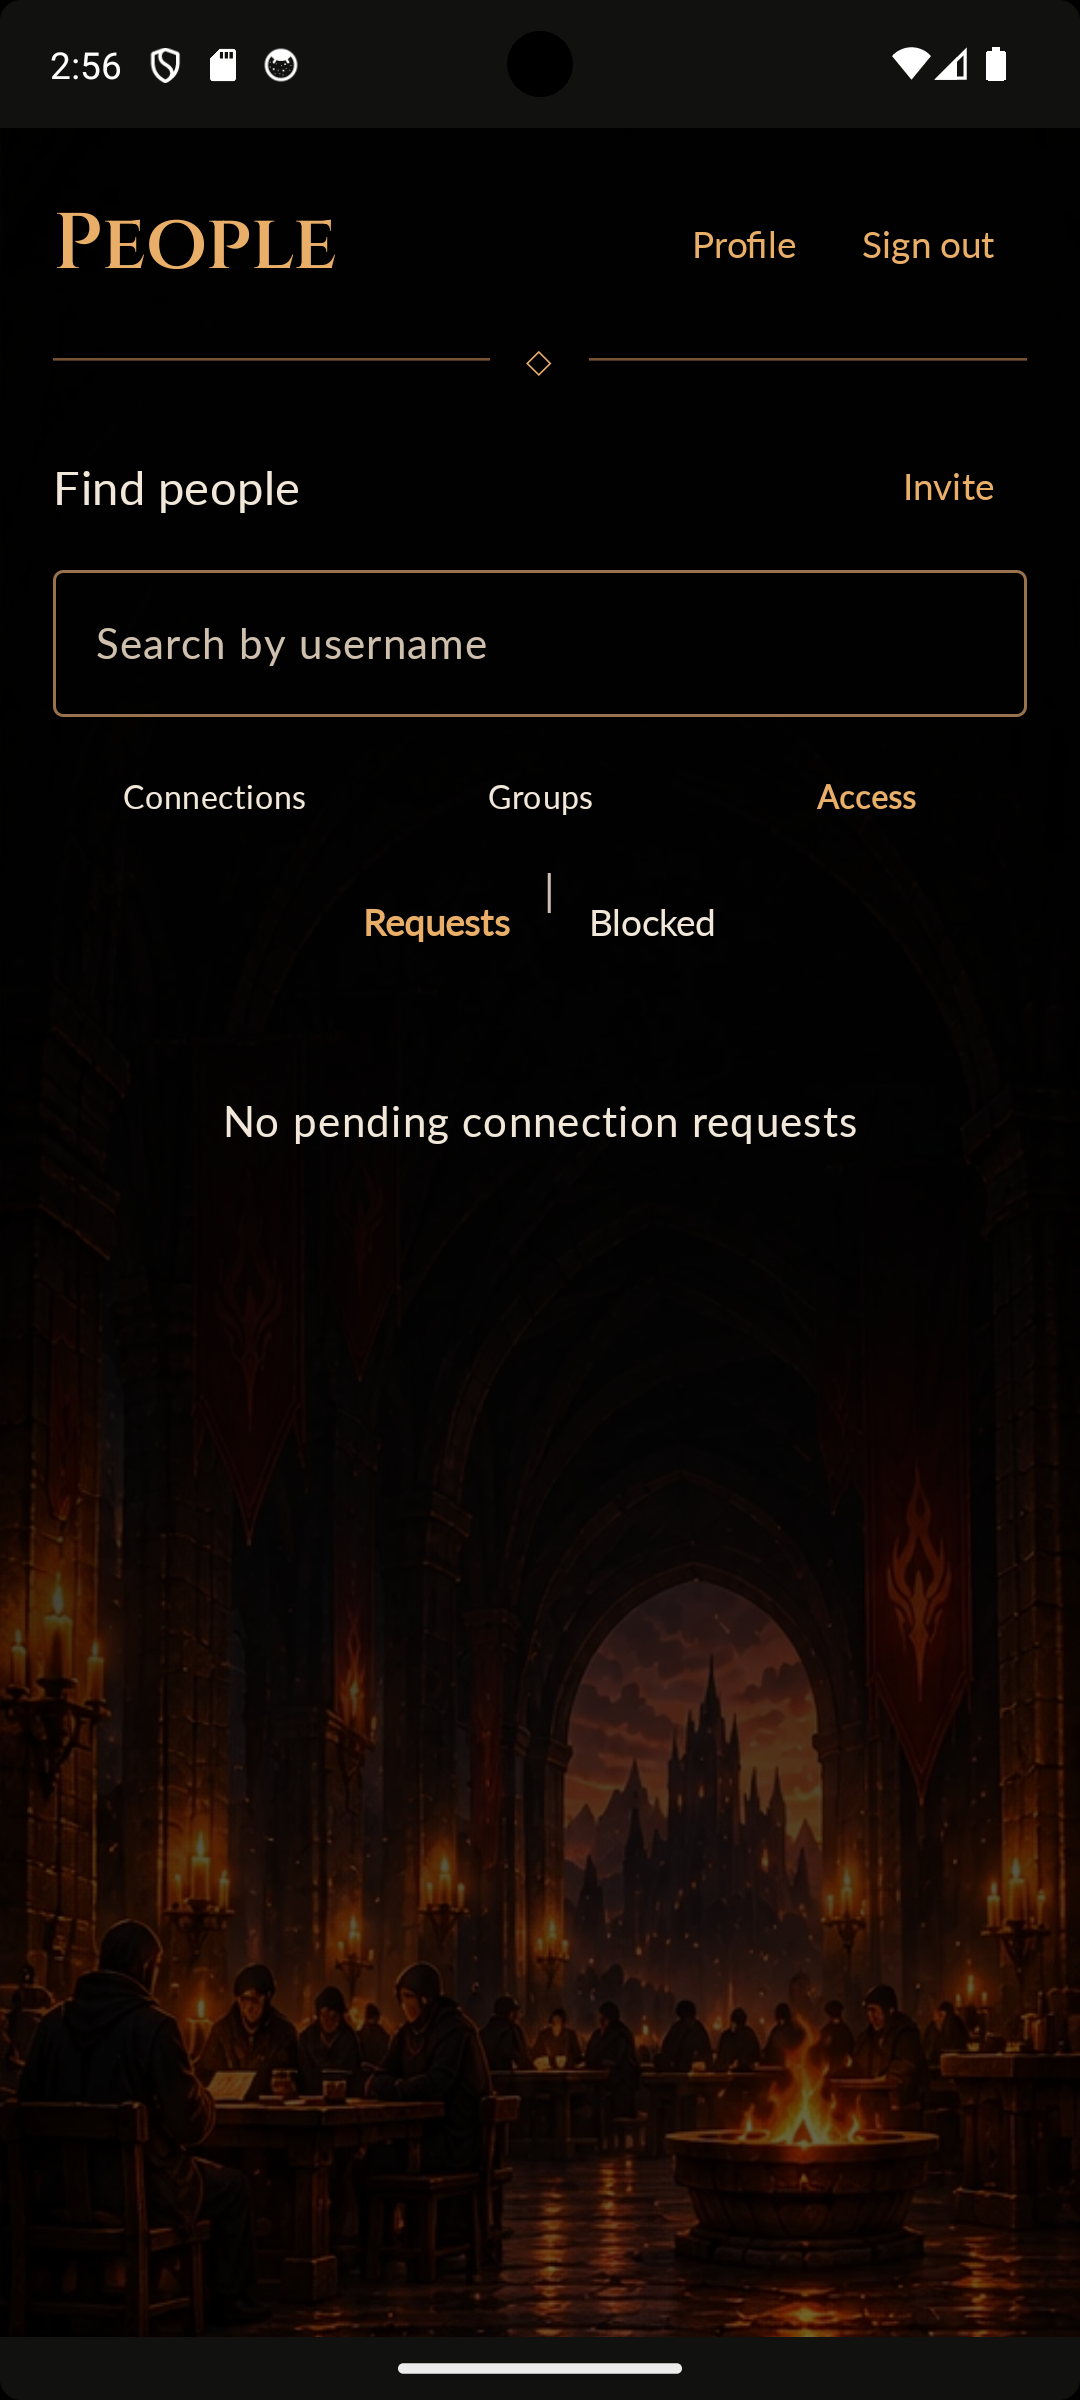 2:56
PEOPLE
Profile Sign out
Find people Invite
Search by username
Connections Groups Access
Requests | Blocked
No pending connection requests